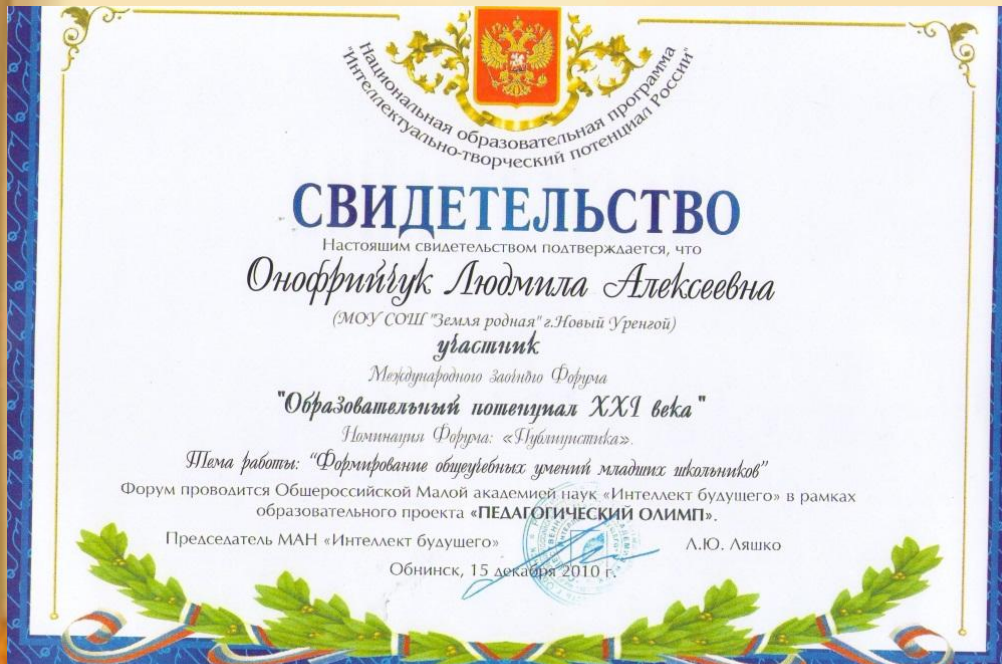 Национальная образовательная программа
"Интеллектуально-творческий потенциал России"
СВИДЕТЕЛЬСТВО
Настоящим свидетельством подтверждается, что
Онофрийчук Людмила Алексеевна
(МОУ СОШ "Земля родная" г.Новый Уренгой)
участник
Международного Заочного Форума
"Образовательный потенциал XXI века"
Номинация Форума: «Публицистика».
Тема работы: "Формирование общеучебных умений младших школьников"
Форум проводится Общероссийской Малой академией наук «Интеллект будущего» в рамках
образовательного проекта «ПЕДАГОГИЧЕСКИЙ ОЛИМП».
Председатель МАН «Интеллект будущего» Л.Ю. Ляшко
Обнинск, 15 декабря 2010 г.